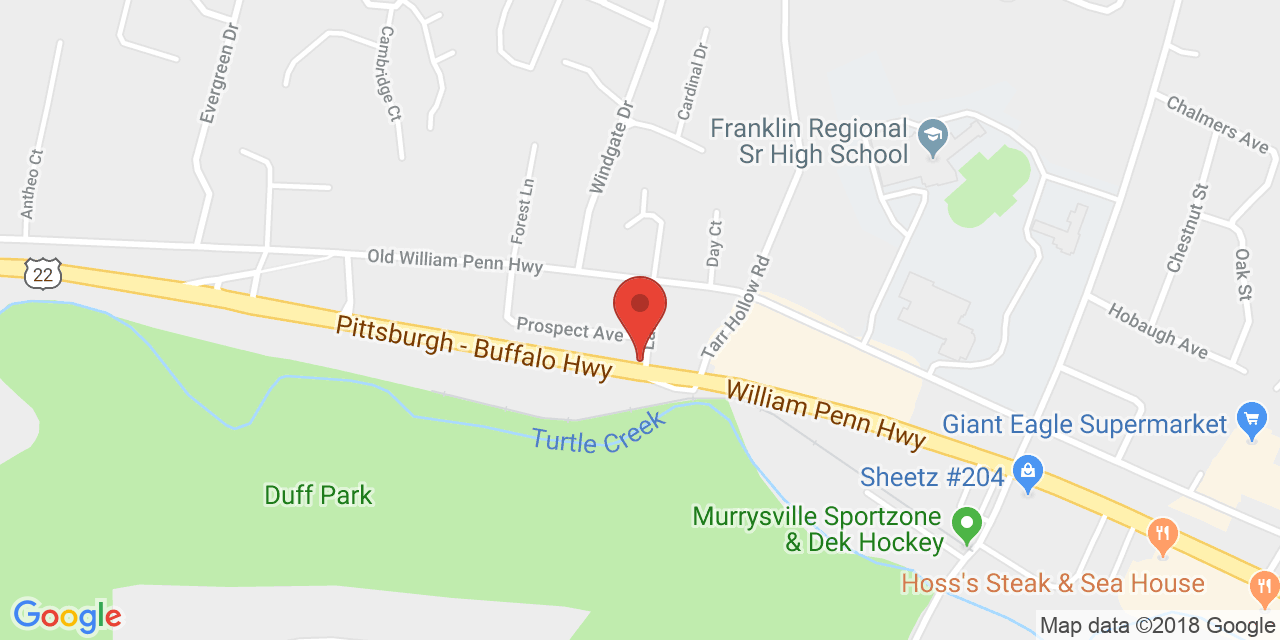 Evergreen Dr
Cambridge Ct
Cardinal Dr
Windgate Dr
Antheo Ct
Forest Ln
Day Ct
Franklin Regional
Sr High School
Chalmers Ave
Chestnut St
Oak St
Hobaugh Ave
22
Old William Penn Hwy
Tarr Hollow Rd
Prospect Ave
La
Pittsburgh - Buffalo Hwy
William Penn Hwy
Turtle Creek
Duff Park
Giant Eagle Supermarket
Sheetz #204
Murrysville Sportzone
& Dek Hockey
Hoss's Steak & Sea House
Google
Map data ©2018 Google